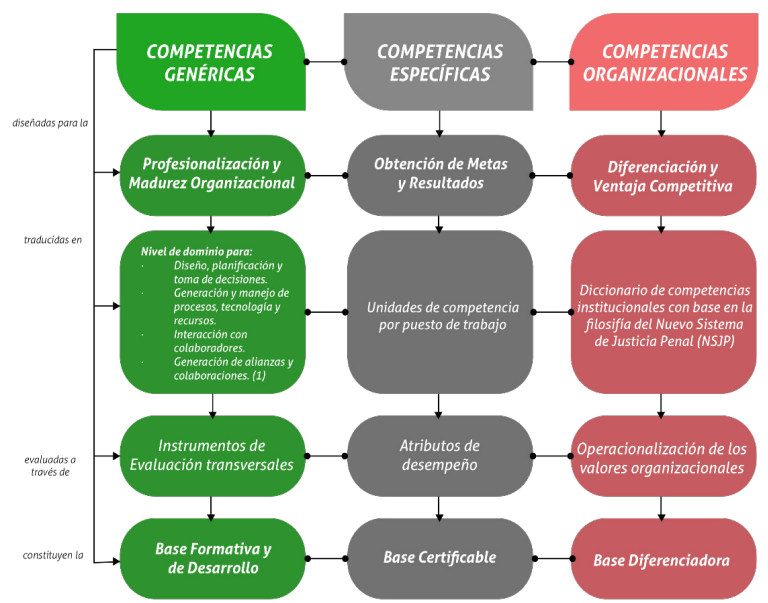 COMPETENCIAS
GENÉRICAS
COMPETENCIAS
ESPECÍFICAS
COMPETENCIAS
ORGANIZACIONALES
diseñadas para la
Profesionalización y
Madurez Organizacional
Obtención de Metas
y Resultados
Diferenciación y
Ventaja Competitiva
traducidas en
Nivel de dominio para:
· Diseño, planificación y
toma de decisiones.
· Generación y manejo de
procesos, tecnología y
recursos.
· Interacción con
colaboradores.
· Generación de alianzas y
colaboraciones. (1)
Unidades de competencia
por puesto de trabajo
Diccionario de competencias
institucionales con base en la
filosifía del Nuevo Sistema
de Justicia Penal (NSJP)
evaluadas a
través de
Instrumentos de
Evaluación transversales
Atributos de
desempeño
Operacionalización de los
valores organizacionales
constituyen la
Base Formativa y
de Desarrollo
Base Certificable
Base Diferenciadora